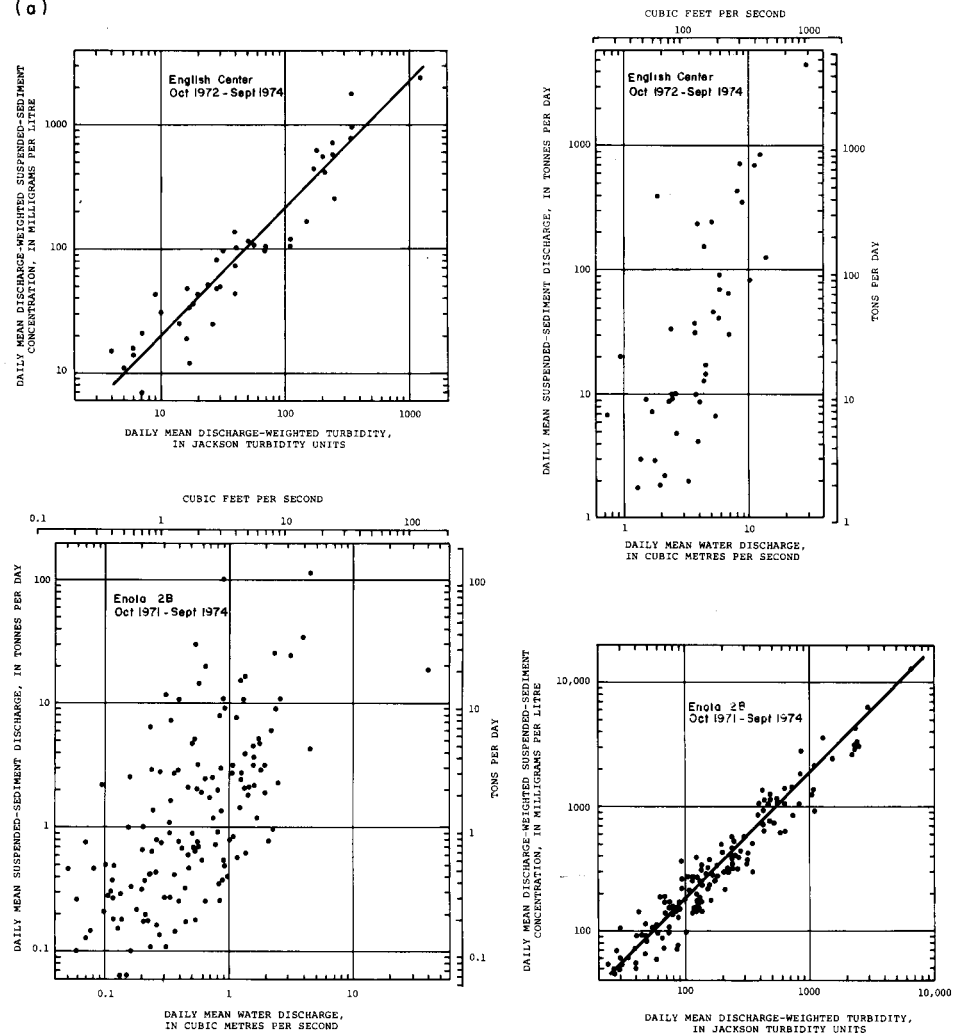 (a)
English Center
Oct 1972 - Sept 1974
1000
100
10
10
100
1000
DAILY MEAN DISCHARGE-WEIGHTED SUSPENDED-SEDIMENT
CONCENTRATION, IN MILLIGRAMS PER LITRE
DAILY MEAN DISCHARGE-WEIGHTED TURBIDITY,
IN JACKSON TURBIDITY UNITS
CUBIC FEET PER SECOND
100
1000
English Center
Oct 1972 - Sept 1974
1000
100
10
1
1000
100
10
1
DAILY MEAN SUSPENDED-SEDIMENT DISCHARGE, IN TONNES PER DAY
TONS PER DAY
1
10
DAILY MEAN WATER DISCHARGE,
IN CUBIC METRES PER SECOND
CUBIC FEET PER SECOND
0.1
1
10
100
Enola 2B
Oct 1971 - Sept 1974
100
10
1
0.1
100
10
1
0.1
DAILY MEAN SUSPENDED-SEDIMENT DISCHARGE, IN TONNES PER DAY
TONS PER DAY
0.1
1
10
DAILY MEAN WATER DISCHARGE,
IN CUBIC METRES PER SECOND
Enola 2B
Oct 1971 - Sept 1974
10,000
1000
100
DAILY MEAN DISCHARGE-WEIGHTED SUSPENDED-SEDIMENT
CONCENTRATION, IN MILLIGRAMS PER LITRE
100
1000
10,000
DAILY MEAN DISCHARGE-WEIGHTED TURBIDITY,
IN JACKSON TURBIDITY UNITS